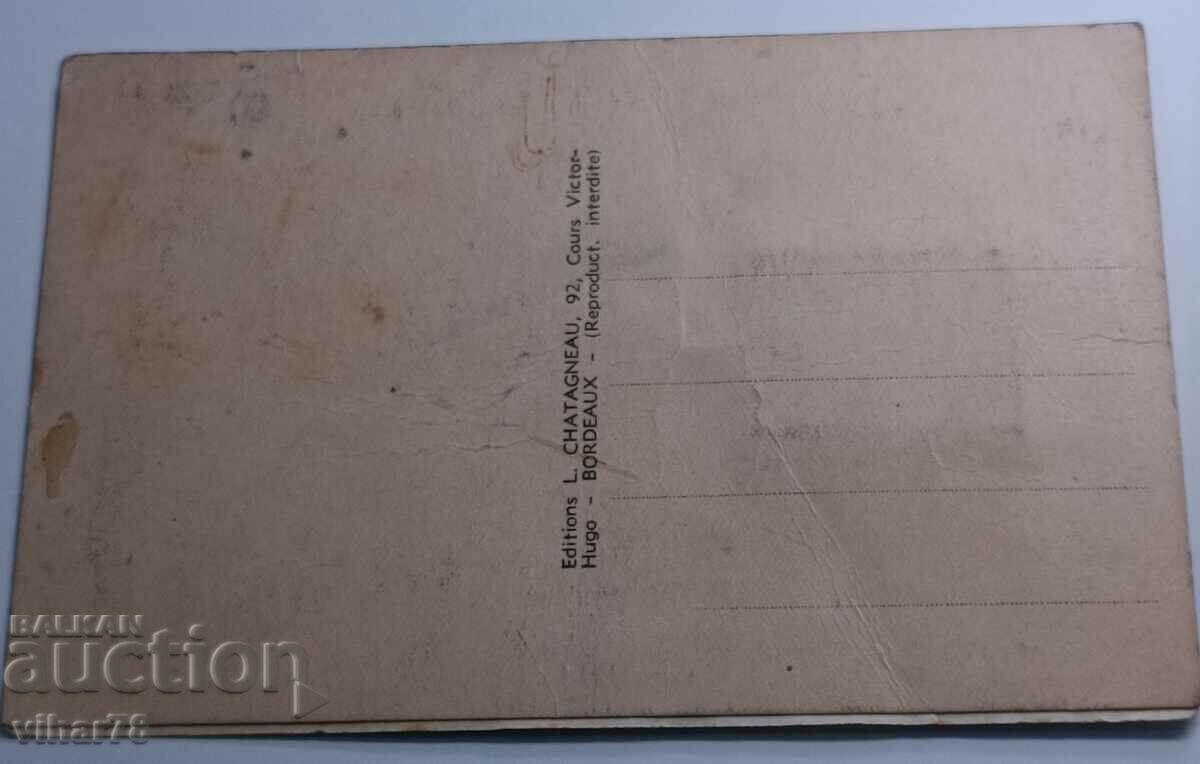 Editions L. CHATAGNEAU, 92, Cours Victor-
Hugo - BORDEAUX - (Reproduct. interdite)
BALKAN
auction
vihar78